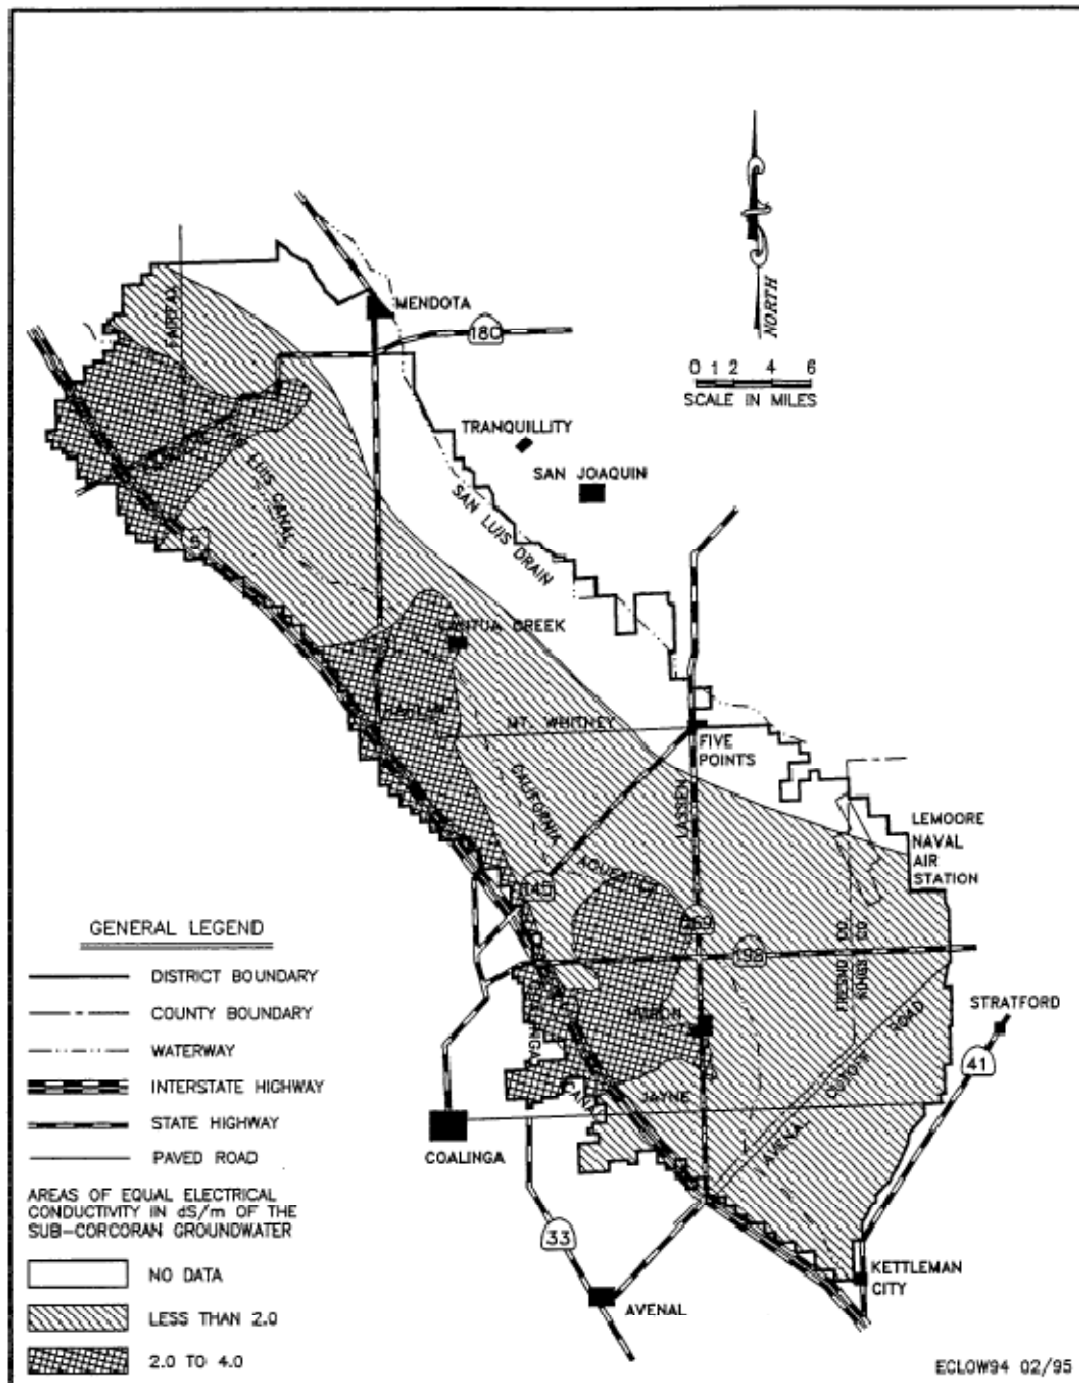 NORTH
0 1 2 4 6
SCALE IN MILES
FAIRFAX
MENDOTA
180
TRANQUILLITY
SAN JOAQUIN
SAN LUIS DRAIN
LUIS CANAL
5
CANTUA CREEK
MT. WHITNEY
FIVE
POINTS
CALIFORNIA
LASSEN
LEMOORE
NAVAL
AIR
STATION
AQUEDUCT
269
198
FRESNO CO
KINGS CO
STRATFORD
HURON
ROAD
41
CANAL
JAYNE
AVENAL
COALINGA
33
AVENAL
KETTLEMAN
CITY
GENERAL LEGEND
DISTRICT BOUNDARY
COUNTY BOUNDARY
WATERWAY
INTERSTATE HIGHWAY
STATE HIGHWAY
PAVED ROAD
AREAS OF EQUAL ELECTRICAL
CONDUCTIVITY IN dS/m OF THE
SUB-CORCORAN GROUNDWATER
NO DATA
LESS THAN 2.0
2.0 TO 4.0
ECLOW94 02/95